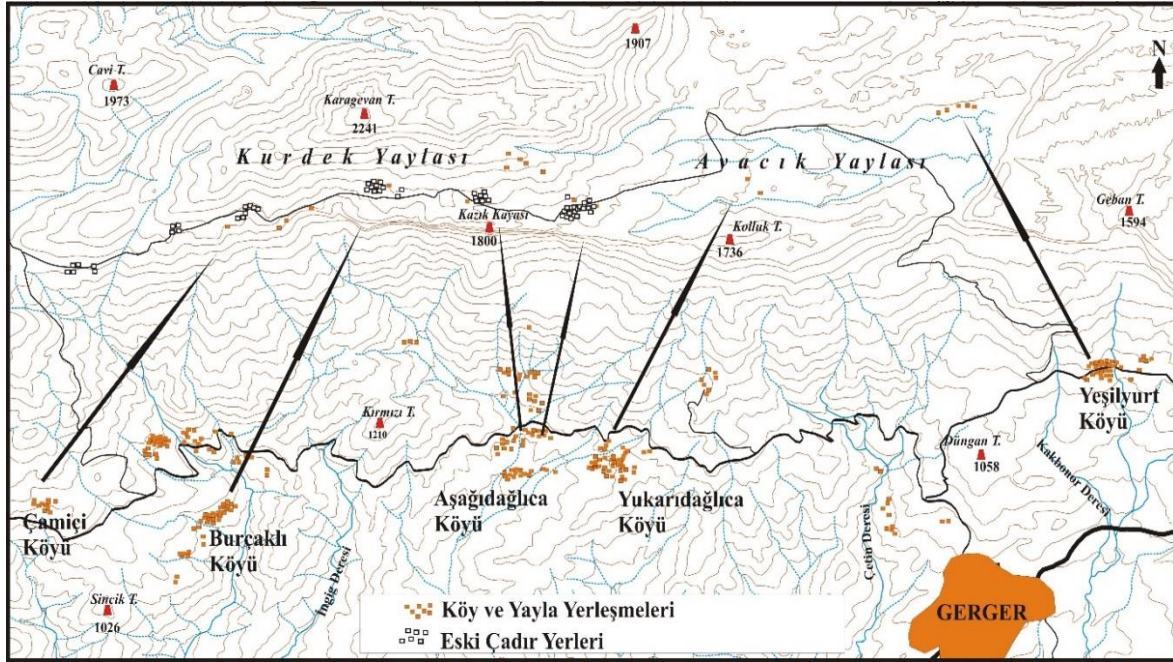 N
1907
Cavi T.
1973
Karagevan T.
2241
Kurdek Yaylası
Avacık Yaylası
Geban T.
1594
Kazık Kayası
1800
Kolluk T.
1736
Yeşilyurt
Köyü
Kırmızı T.
1210
Düngan T.
1058
Kakhonor Deresi
Aşağıdağlıca
Köyü
Yukarıdağlıca
Köyü
Çamiçi
Köyü
Burçaklı
Köyü
İngig Deresi
Çetin Deresi
Sincik T.
1026
GERGER
Köy ve Yayla Yerleşmeleri
Eski Çadır Yerleri